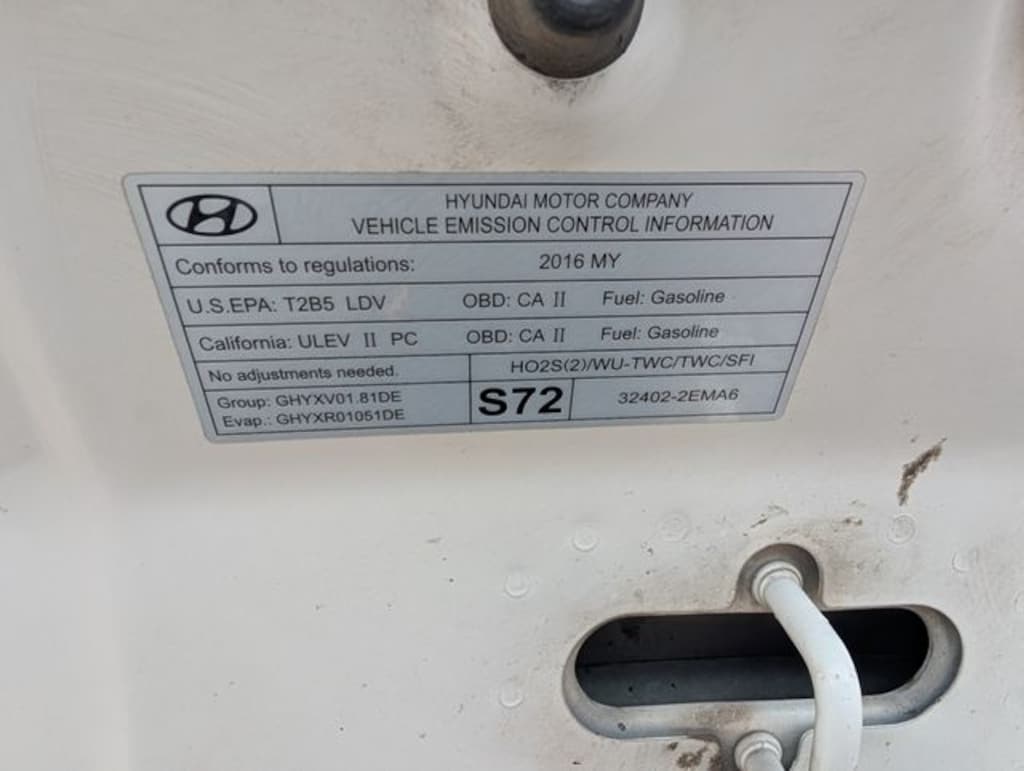 HYUNDAI MOTOR COMPANY
VEHICLE EMISSION CONTROL INFORMATION
Conforms to regulations: 2016 MY
U.S.EPA: T2B5 LDV OBD: CA II Fuel: Gasoline
California: ULEV II PC OBD: CA II Fuel: Gasoline
No adjustments needed. HO2S(2)/WU-TWC/TWC/SFI
Group: GHYXV01.81DE
Evap.: GHYXR01051DE
S72
32402-2EMA6